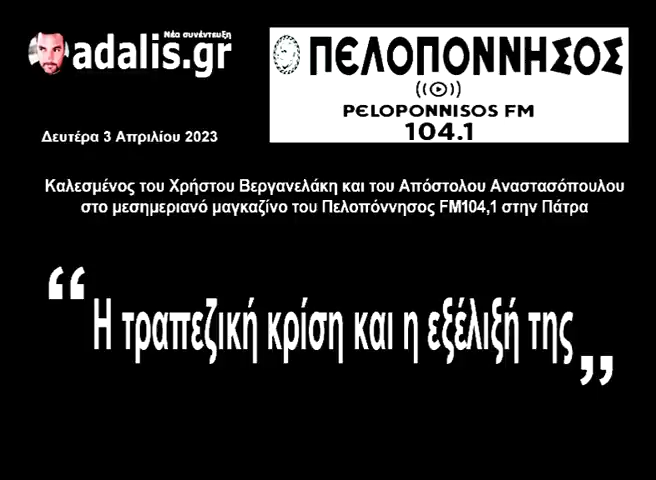 Νέα συνέντευξη
adalis.gr
ΠΕΛΟΠΟΝΝΗΣΟΣ
PELOPONNISOS FM
104.1
Δευτέρα 3 Απριλίου 2023
Καλεσμένος του Χρήστου Βεργανελάκη και του Απόστολου Αναστασόπουλου
στο μεσημεριανό μαγκαζίνο του Πελοπόννησος FM104,1 στην Πάτρα
“Η τραπεζική κρίση και η εξέλιξή της„